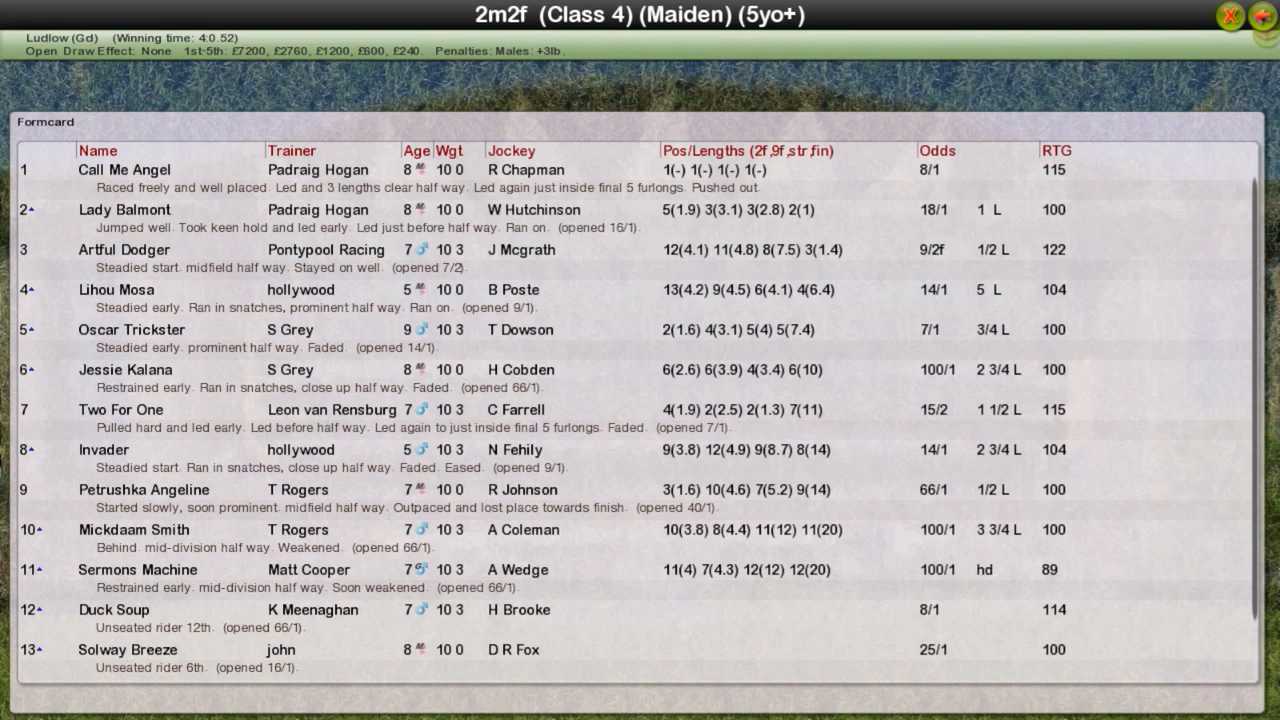 2m2f (Class 4) (Maiden) (5yo+)
Ludlow (Gd) (Winning time: 4:0.52)
Open Draw Effect: None 1st-5th: £7200, £2760, £1200, £600, £240. Penalties: Males: +3lb.
Formcard
Name Trainer Age Wgt Jockey Pos/Lengths (2f,9f,str,fin) Odds RTG
1 Call Me Angel Padraig Hogan 8 10 0 R Chapman 1(-) 1(-) 1(-) 1(-) 8/1 115
Raced freely and well placed. Led and 3 lengths clear half way. Led again just inside final 5 furlongs. Pushed out.
2 Lady Balmont Padraig Hogan 8 10 0 W Hutchinson 5(1.9) 3(3.1) 3(2.8) 2(1) 18/1 1 L 100
Jumped well. Took keen hold and led early. Led just before half way. Ran on. (opened 16/1).
3 Artful Dodger Pontypool Racing 7 10 3 J Mcgrath 12(4.1) 11(4.8) 8(7.5) 3(1.4) 9/2f 1/2 L 122
Steadied start. midfield half way. Stayed on well. (opened 7/2).
4 Lihou Mosa hollywood 5 10 0 B Poste 13(4.2) 9(4.5) 6(4.1) 4(6.4) 14/1 5 L 104
Steadied early. Ran in snatches, prominent half way. Ran on. (opened 9/1).
5 Oscar Trickster S Grey 9 10 3 T Dowson 2(1.6) 4(3.1) 5(4) 5(7.4) 7/1 3/4 L 100
Steadied early. prominent half way. Faded. (opened 14/1).
6 Jessie Kalana S Grey 8 10 0 H Cobden 6(2.6) 6(3.9) 4(3.4) 6(10) 100/1 2 3/4 L 100
Restrained early. Ran in snatches, close up half way. Faded. (opened 66/1).
7 Two For One Leon van Rensburg 7 10 3 C Farrell 4(1.9) 2(2.5) 2(1.3) 7(11) 15/2 1 1/2 L 115
Pulled hard and led early. Led before half way. Led again to just inside final 5 furlongs. Faded. (opened 7/1).
8 Invader hollywood 5 10 3 N Fehily 9(3.8) 12(4.9) 9(8.7) 8(14) 14/1 2 3/4 L 104
Steadied start. Ran in snatches, close up half way. Faded. Eased. (opened 9/1).
9 Petrushka Angeline T Rogers 7 10 0 R Johnson 3(1.6) 10(4.6) 7(5.2) 9(14) 66/1 1/2 L 100
Started slowly, soon prominent. midfield half way. Outpaced and lost place towards finish. (opened 40/1).
10 Mickdaam Smith T Rogers 7 10 3 A Coleman 10(3.8) 8(4.4) 11(12) 11(20) 100/1 3 3/4 L 100
Behind. mid-division half way. Weakened. (opened 66/1).
11 Sermons Machine Matt Cooper 7 10 3 A Wedge 11(4) 7(4.3) 12(12) 12(20) 100/1 hd 89
Restrained early. mid-division half way. Soon weakened. (opened 66/1).
12 Duck Soup K Meenaghan 7 10 3 H Brooke 8/1 114
Unseated rider 12th. (opened 66/1).
13 Solway Breeze john 8 10 0 D R Fox 25/1 100
Unseated rider 6th. (opened 16/1).